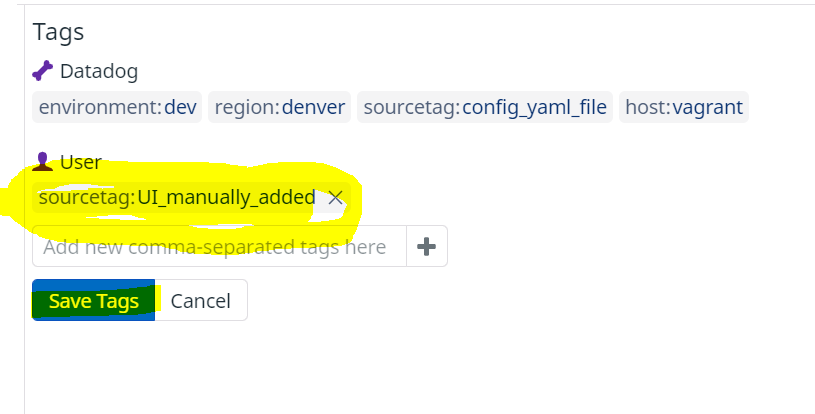 Tags
Datadog
environment:dev region:denver sourcetag:config_yaml_file host:vagrant
User
sourcetag:UI_manually_added
Add new comma-separated tags here
Save Tags Cancel